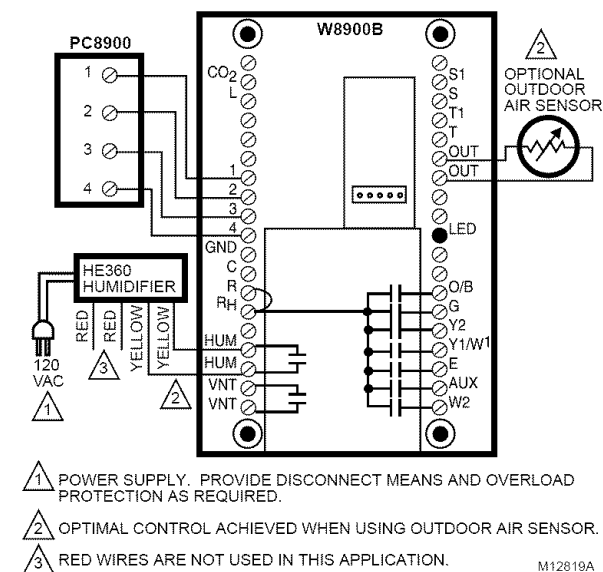 PC8900
1
2
3
4
W8900B
CO2
L
1
2
3
4
GND
C
R
RH
HUM
HUM
VNT
VNT
S1
S
T1
T
OUT
OUT
LED
O/B
G
Y2
Y1/W1
E
AUX
W2
2
OPTIONAL
OUTDOOR
AIR SENSOR
HE360
HUMIDIFIER
RED
RED
YELLOW
YELLOW
120
VAC
1
3
2
1 POWER SUPPLY. PROVIDE DISCONNECT MEANS AND OVERLOAD
PROTECTION AS REQUIRED.
2 OPTIMAL CONTROL ACHIEVED WHEN USING OUTDOOR AIR SENSOR.
3 RED WIRES ARE NOT USED IN THIS APPLICATION.
M12819A